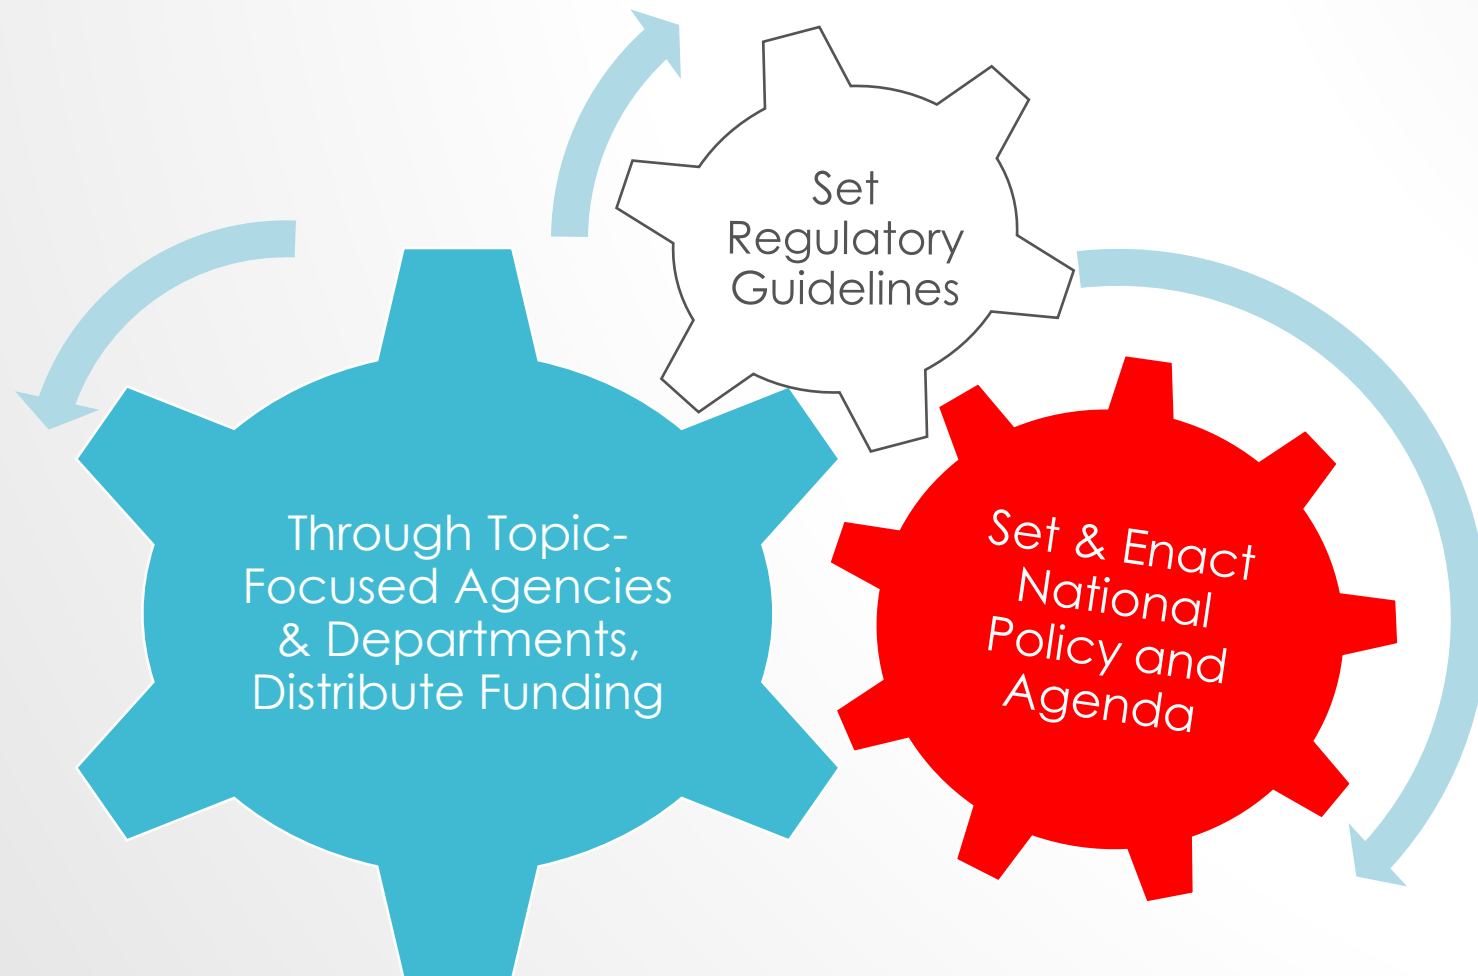 Set
Regulatory
Guidelines
Through Topic-
Focused Agencies
& Departments,
Distribute Funding
Set & Enact
National
Policy and
Agenda